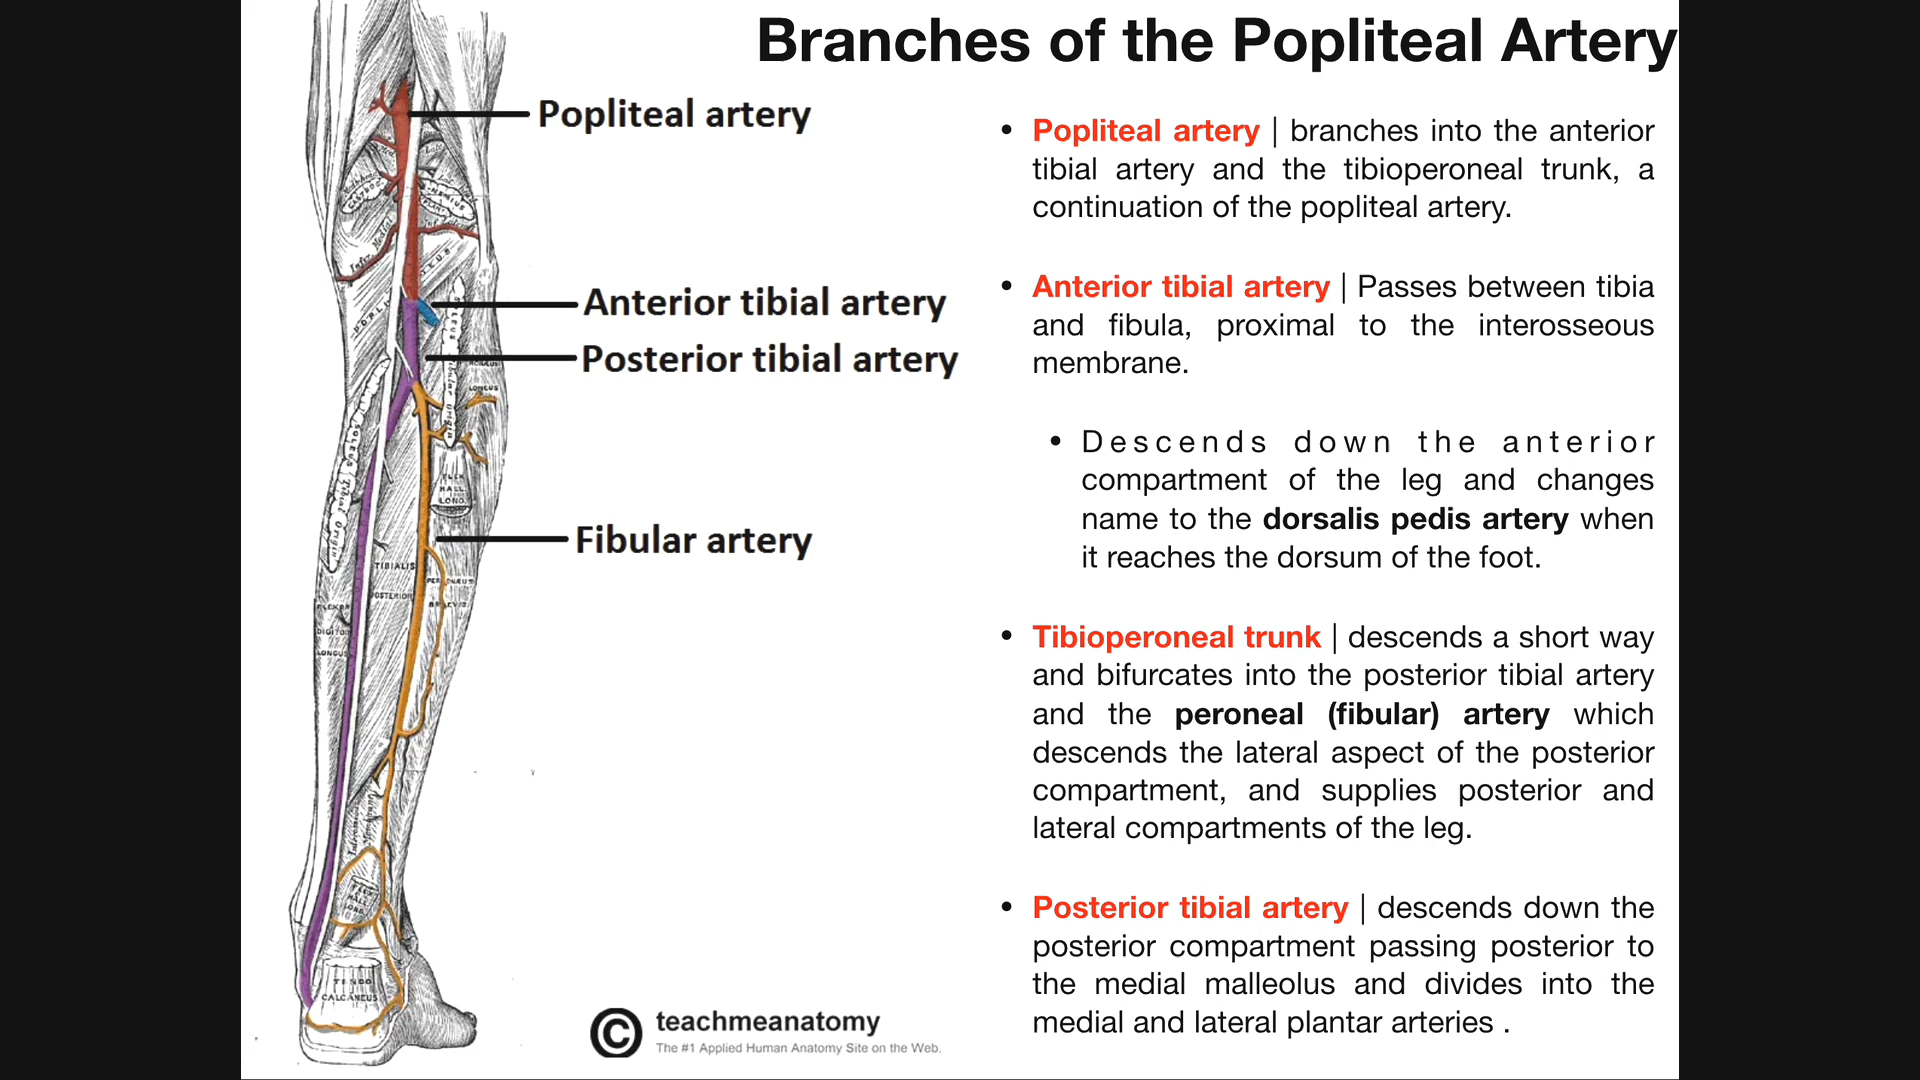 Branches of the Popliteal Artery
Popliteal artery
Anterior tibial artery
Posterior tibial artery
Fibular artery
• Popliteal artery | branches into the anterior
tibial artery and the tibioperoneal trunk, a
continuation of the popliteal artery.
• Anterior tibial artery | Passes between tibia
and fibula, proximal to the interosseous
membrane.
• Descends down the anterior
compartment of the leg and changes
name to the dorsalis pedis artery when
it reaches the dorsum of the foot.
• Tibioperoneal trunk | descends a short way
and bifurcates into the posterior tibial artery
and the peroneal (fibular) artery which
descends the lateral aspect of the posterior
compartment, and supplies posterior and
lateral compartments of the leg.
• Posterior tibial artery | descends down the
posterior compartment passing posterior to
the medial malleolus and divides into the
medial and lateral plantar arteries .
TIBIALIS
LONGUS
TENDO
CALCANEUS
© teachmeanatomy
The #1 Applied Human Anatomy Site on the Web.